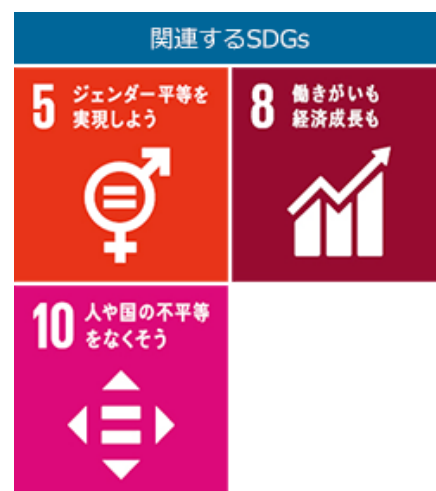 関連するSDGs
5 ジェンダー平等を
実現しよう
8 働きがいも
経済成長も
10 人や国の不平等
をなくそう